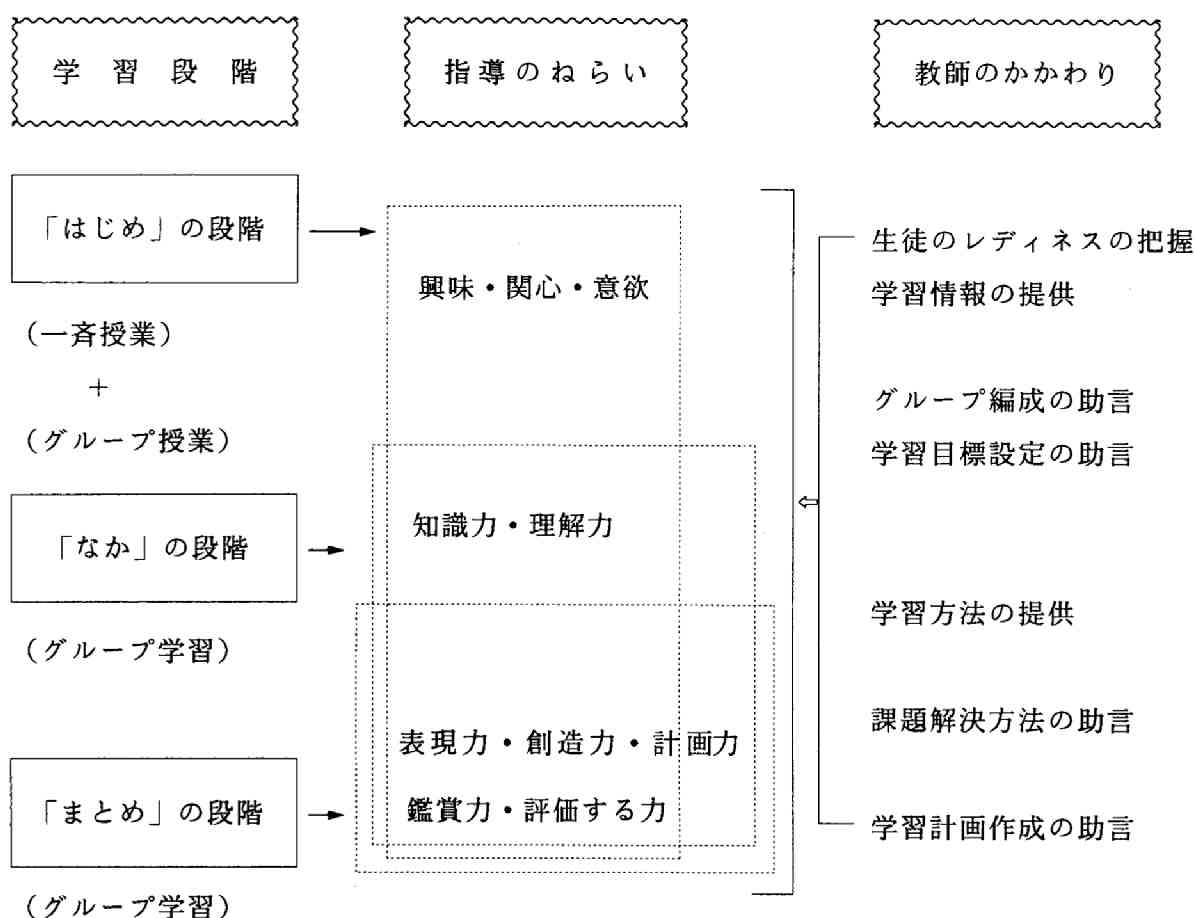 学習段階
指導のねらい
教師のかかわり
「はじめ」の段階
(一斉授業)
+
(グループ授業)
「なか」の段階
(グループ学習)
「まとめ」の段階
(グループ学習)
興味・関心・意欲
知識力・理解力
表現力・創造力・計画力
鑑賞力・評価する力
生徒のレディネスの把握
学習情報の提供
グループ編成の助言
学習目標設定の助言
学習方法の提供
課題解決方法の助言
学習計画作成の助言